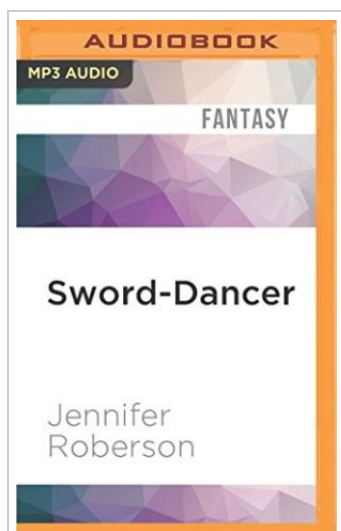 AUDIOBOOK
MP3 AUDIO
FANTASY
Sword-Dancer
Jennifer
Roberson